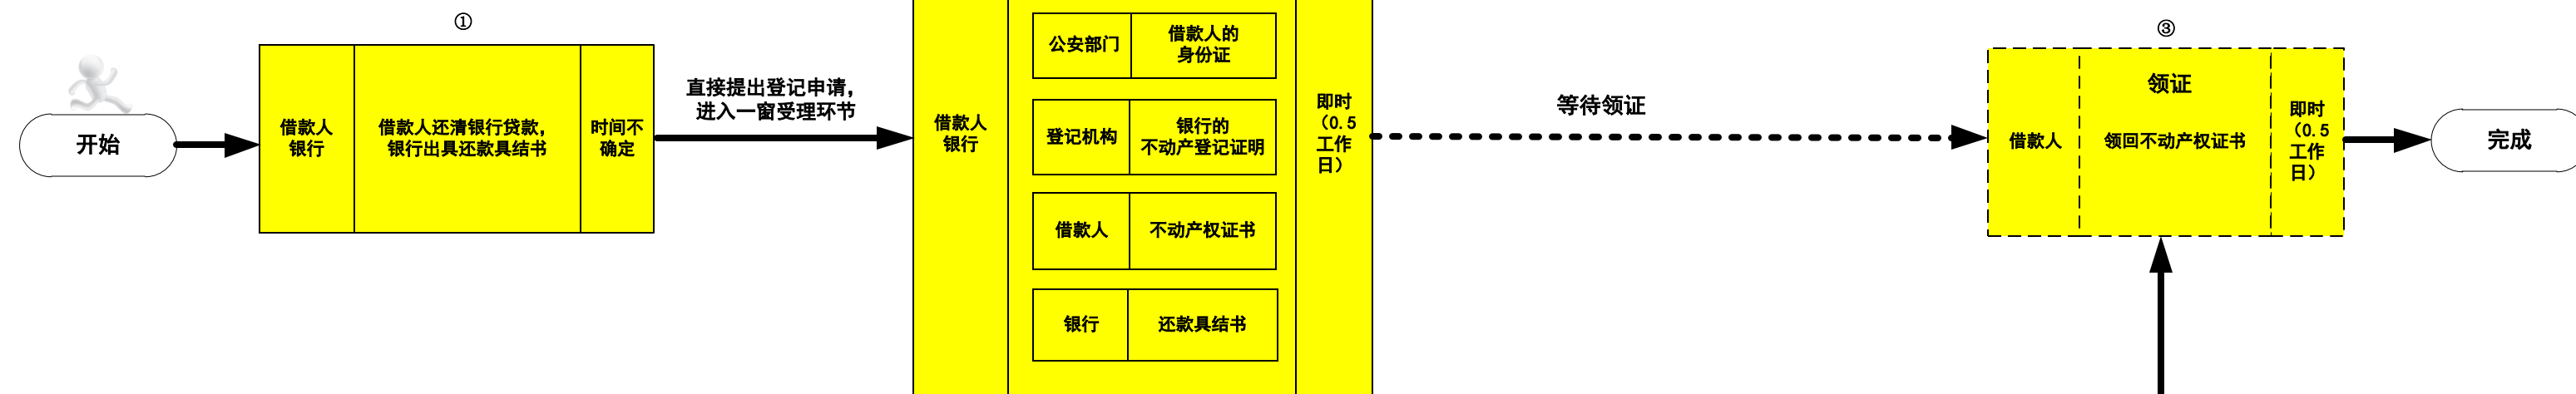 开始
①
借款人
银行
借款人还清银行贷款，
银行出具还款具结书
时间不
确定
直接提出登记申请，
进入一窗受理环节
借款人
银行
公安部门
借款人的
身份证
登记机构
银行的
不动产登记证明
借款人
不动产权证书
银行
还款具结书
即时
（0.5
工作
日）
等待领证
③
借款人
领证
领回不动产权证书
即时
（0.5
工作
日）
完成